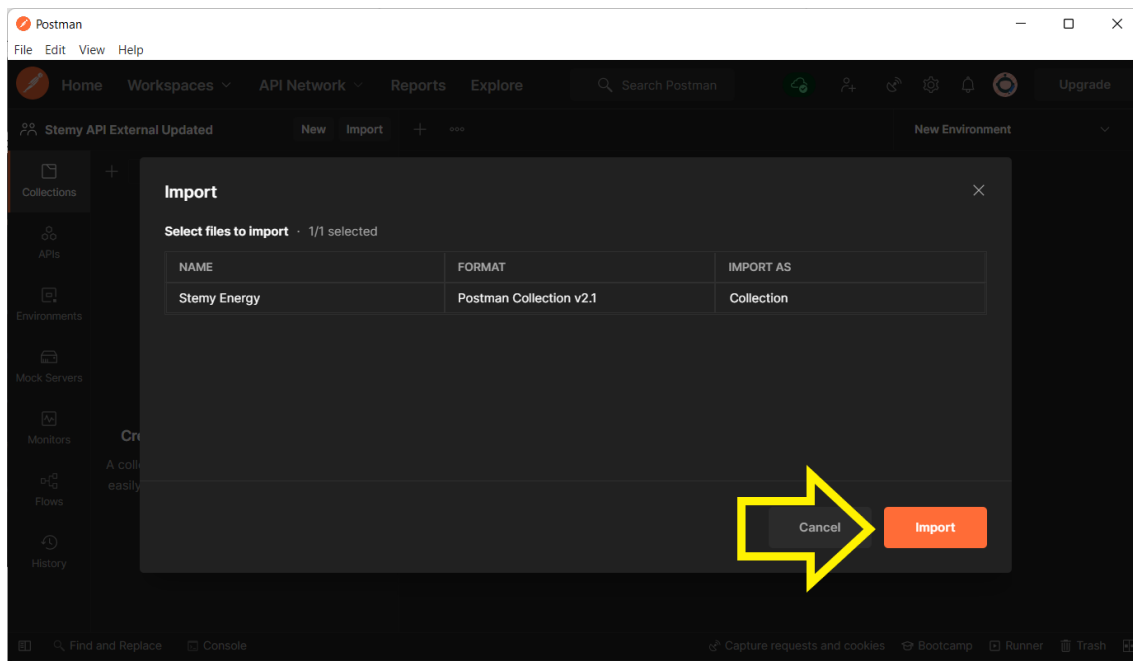 Postman
File Edit View Help
Home Workspaces API Network Reports Explore Search Postman Upgrade
Stemy API External Updated New Import New Environment
Collections
APIs
Environments
Mock Servers
Monitors
Flows
History
Cre
A coll
easily
Import
Select files to import · 1/1 selected
NAME FORMAT IMPORT AS
Stemy Energy Postman Collection v2.1 Collection
Cancel Import
Find and Replace Console Capture requests and cookies Bootcamp Runner Trash